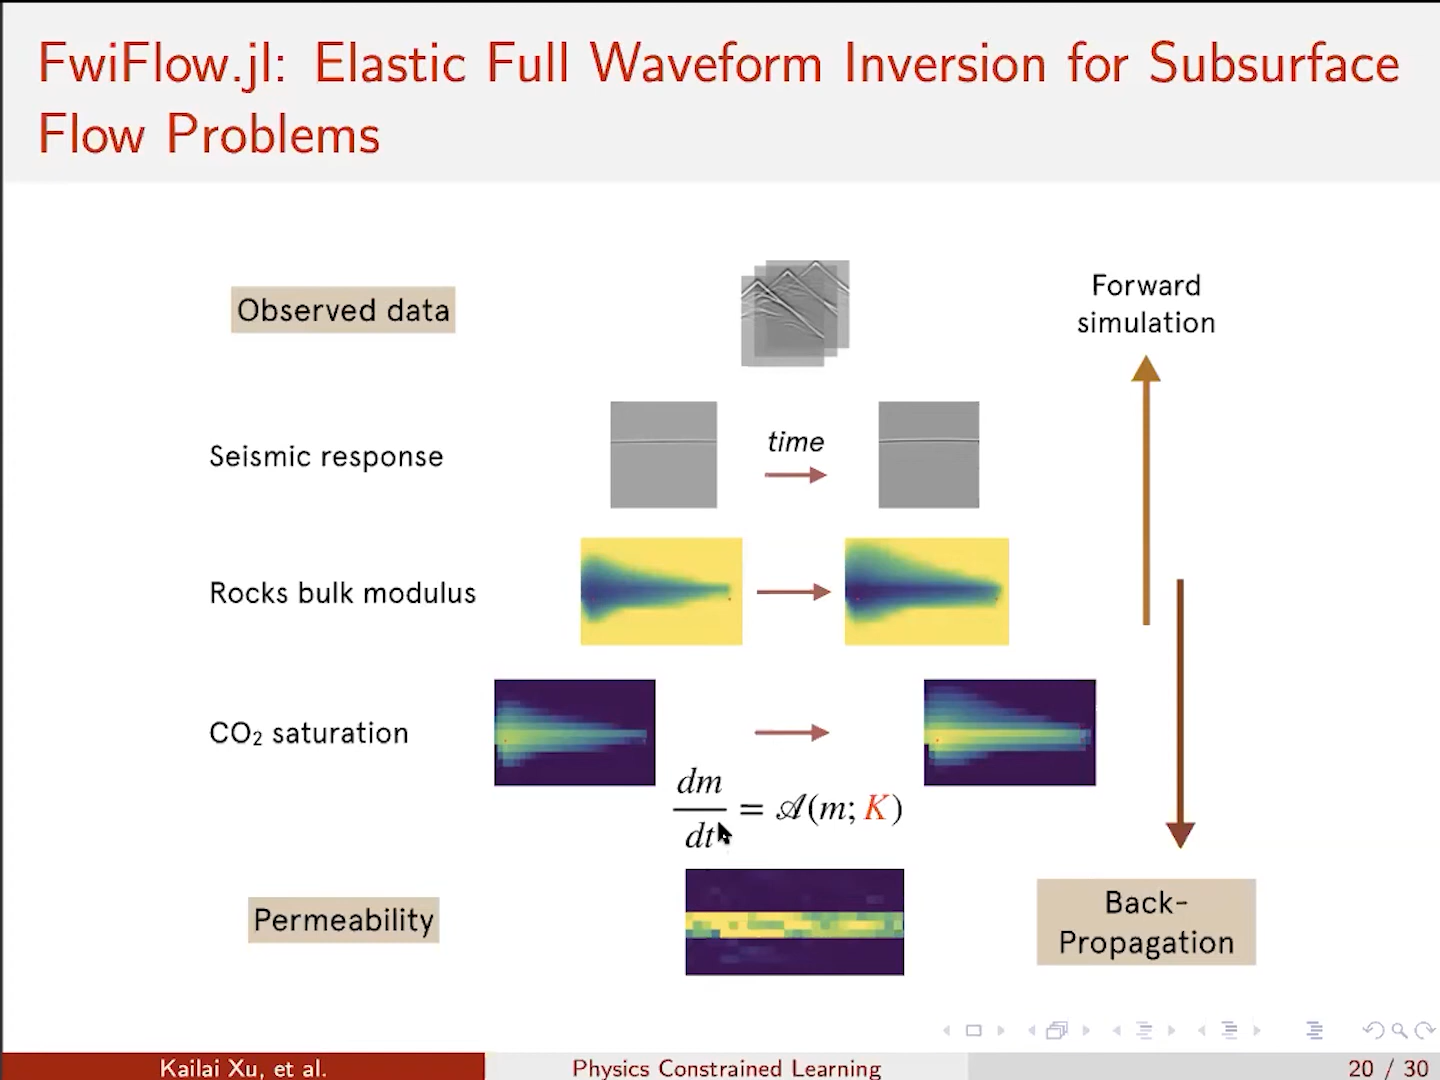 FwiFlow.jl: Elastic Full Waveform Inversion for Subsurface
Flow Problems
Observed data
Forward
simulation
Seismic response
time
Rocks bulk modulus
CO₂ saturation
dm
dt
= 𝒜(m; K)
Permeability
Back-
Propagation
Kailai Xu, et al.
Physics Constrained Learning
20 / 30